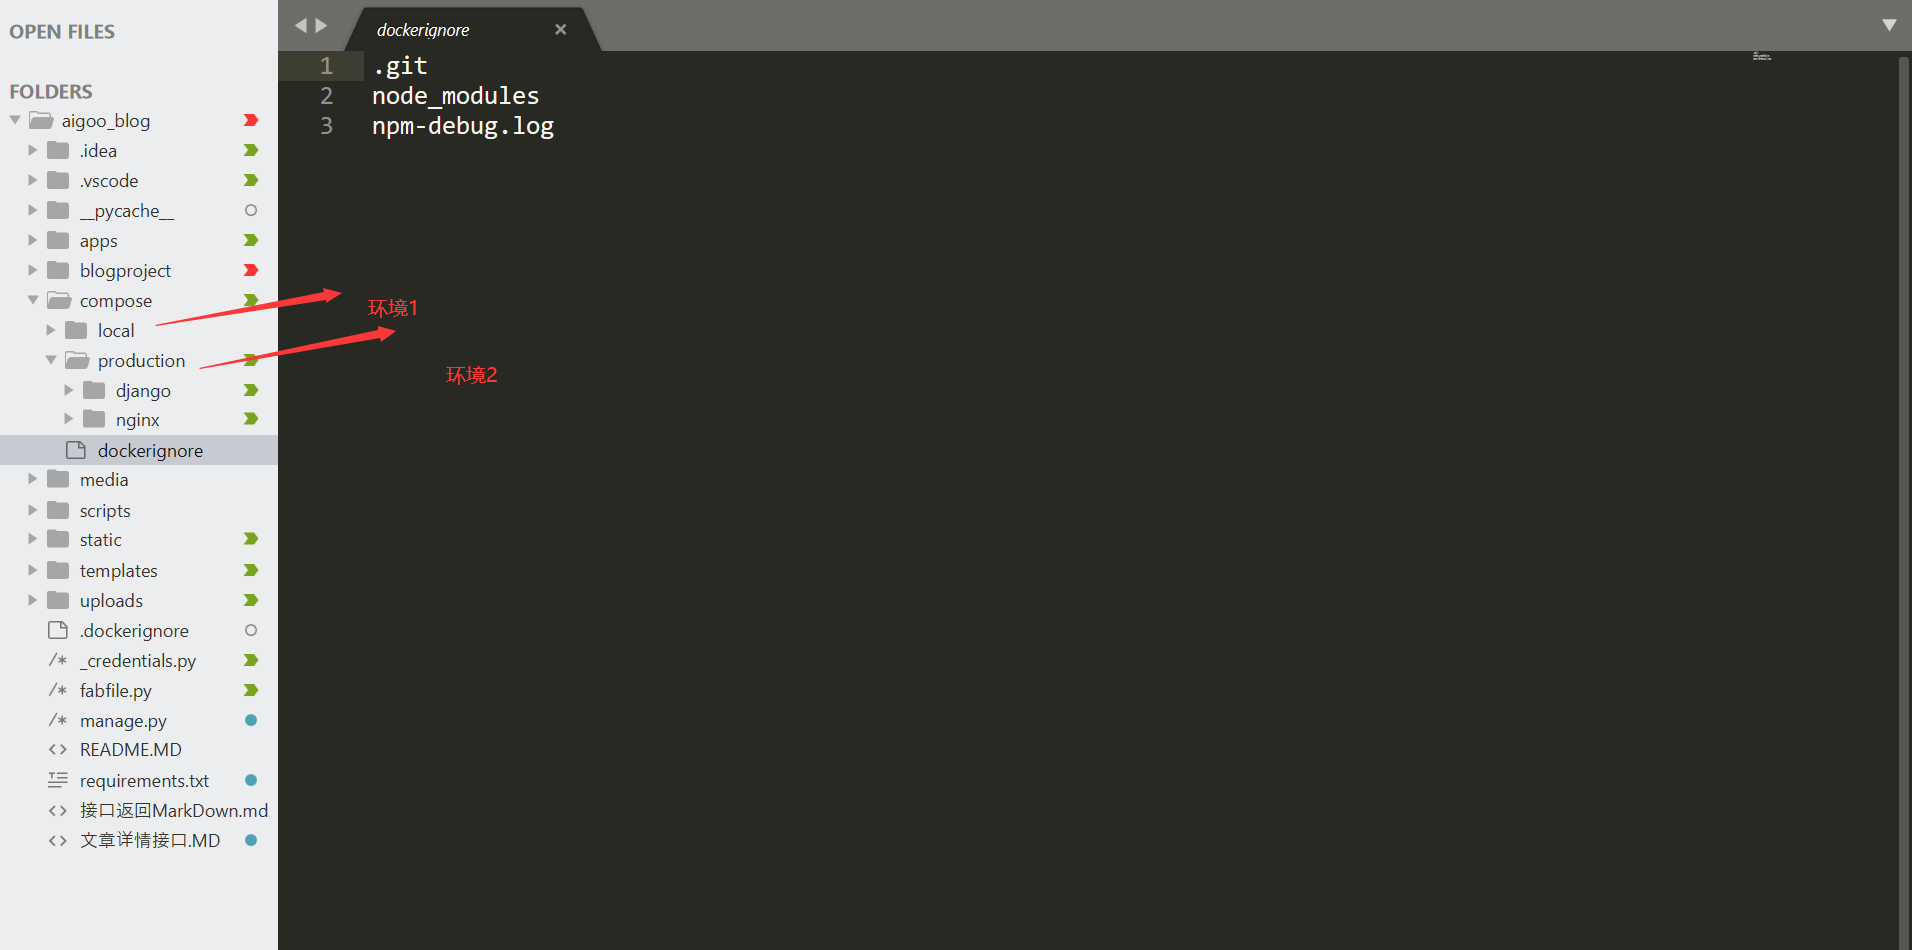 OPEN FILES
FOLDERS
aigoo_blog
.idea
.vscode
__pycache__
apps
blogproject
compose
local
production
django
nginx
dockerignore
media
scripts
static
templates
uploads
.dockerignore
/* _credentials.py
/* fabfile.py
/* manage.py
<> README.MD
requirements.txt
<> 接口返回MarkDown.md
<> 文章详情接口.MD
dockerignore
1 .git
2 node_modules
3 npm-debug.log
环境1
环境2